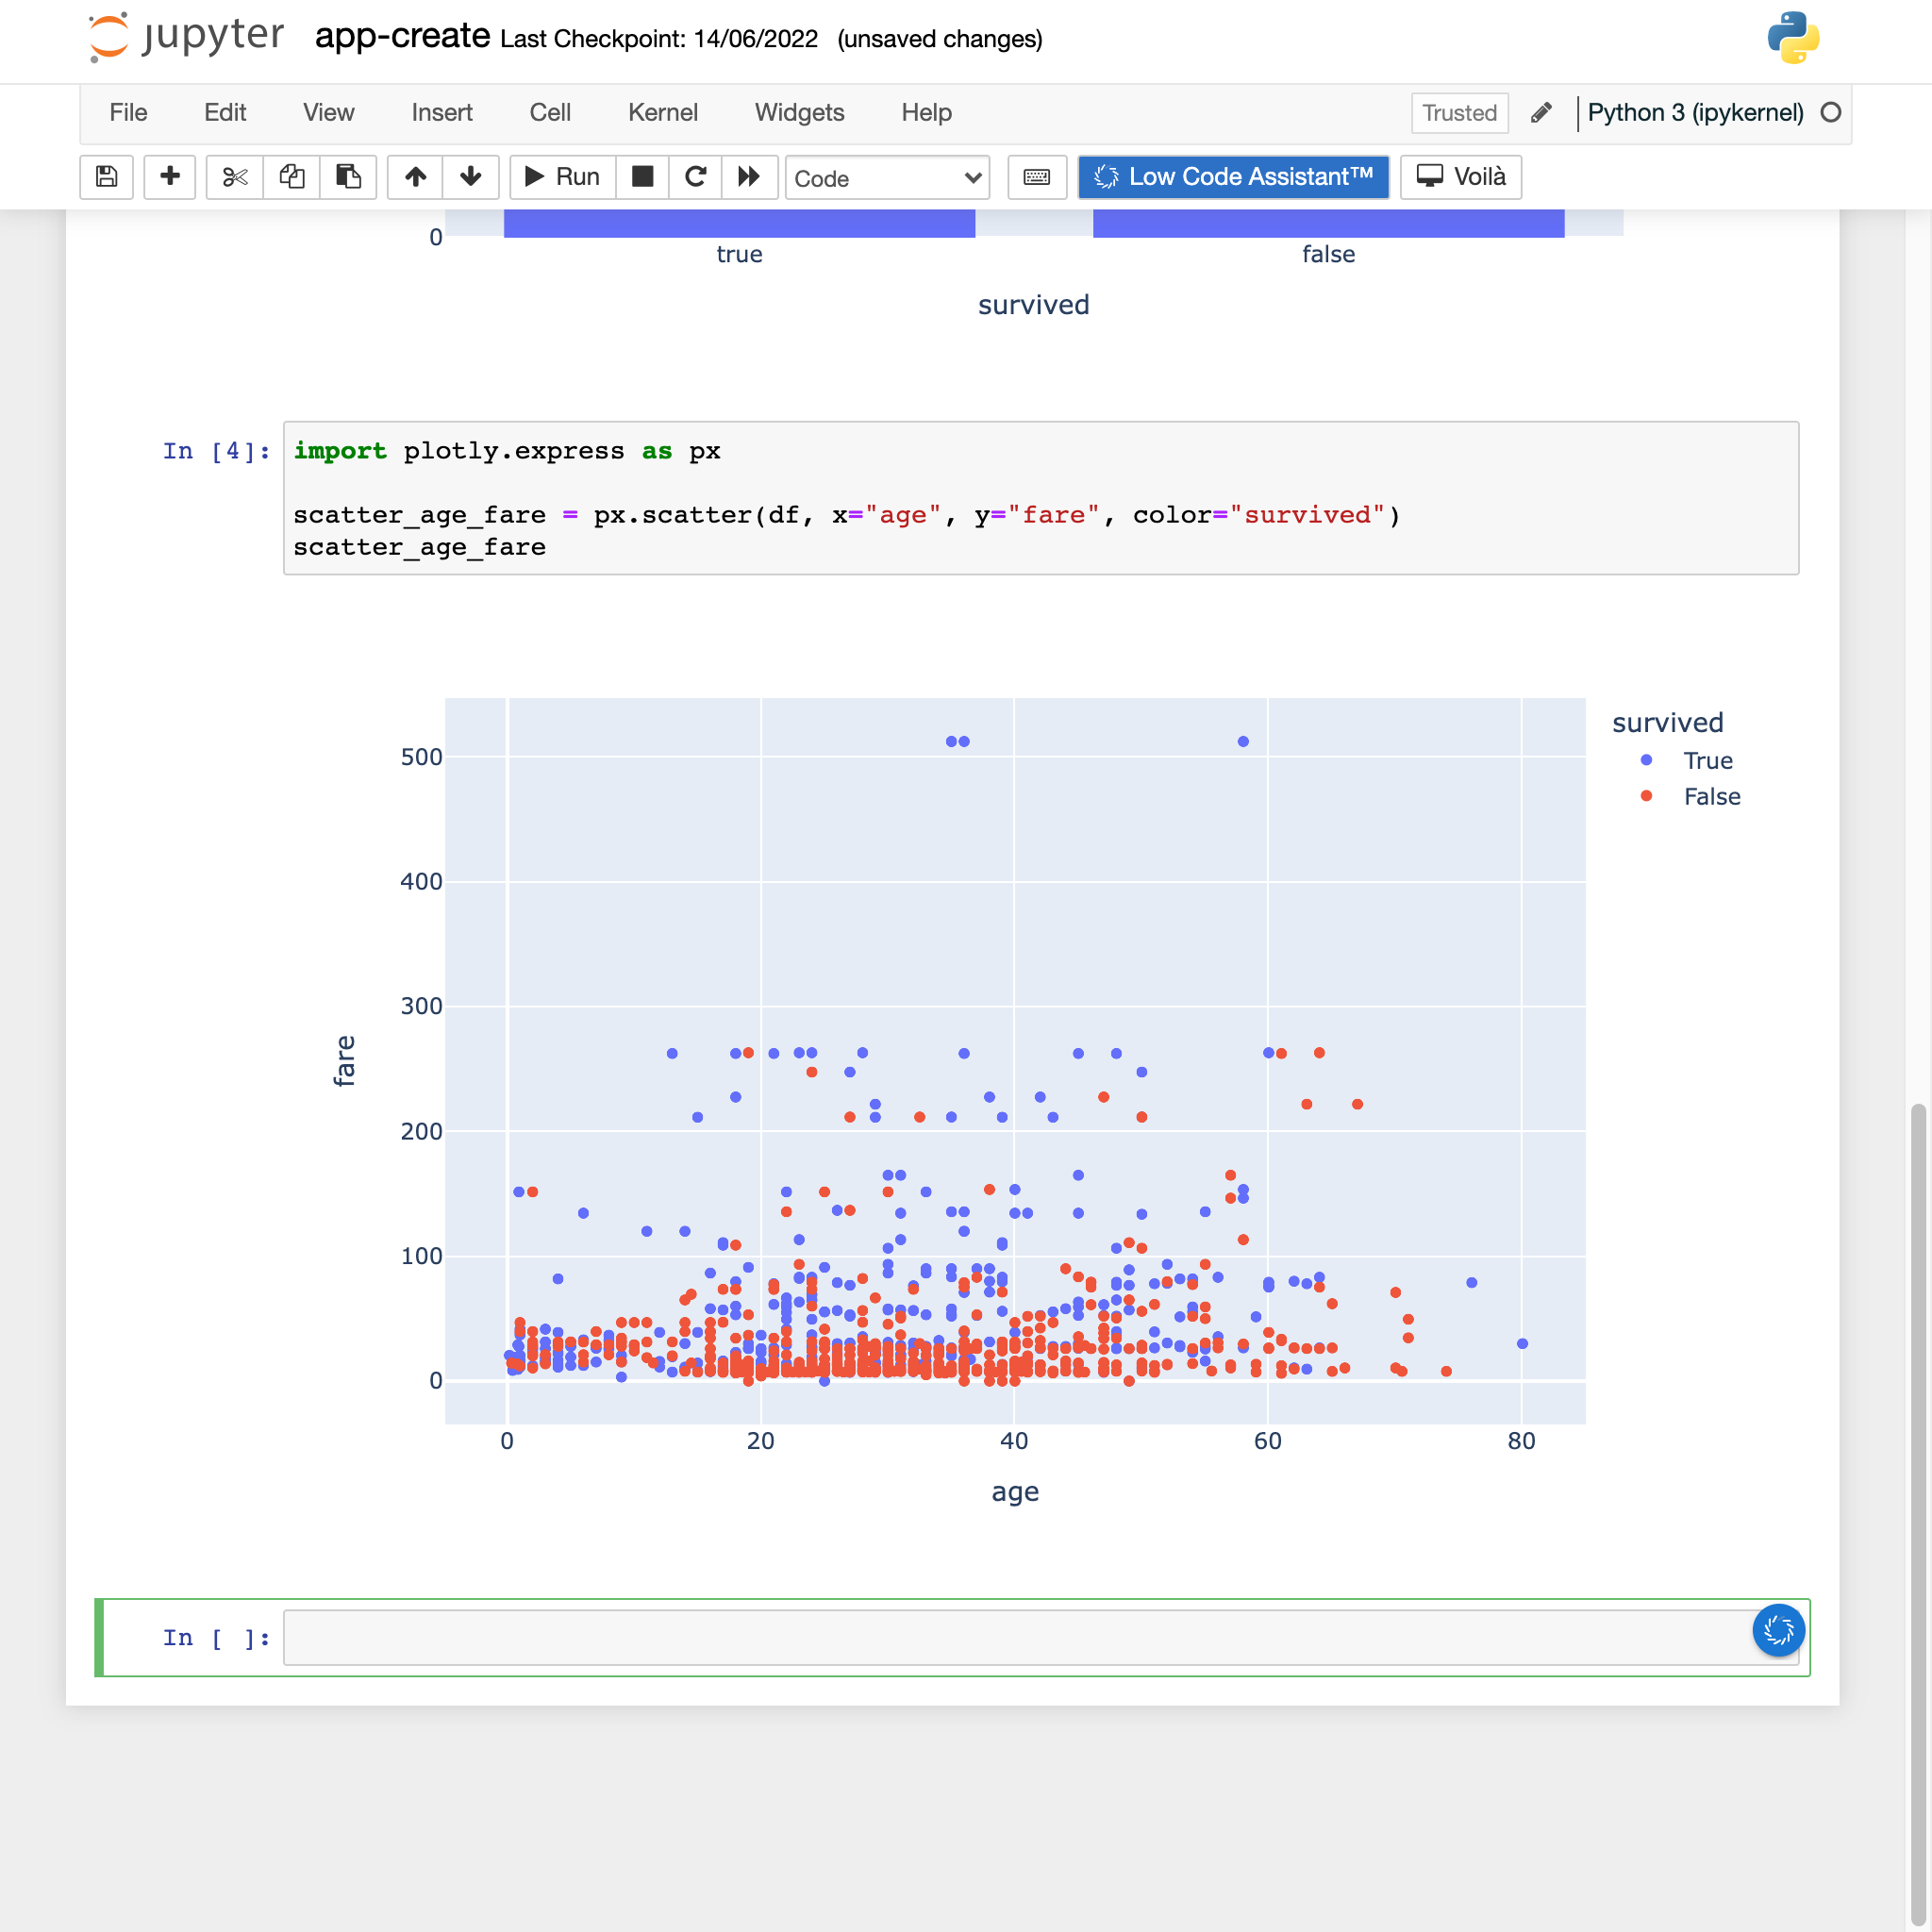 jupyter app-create Last Checkpoint: 14/06/2022 (unsaved changes)
File Edit View Insert Cell Kernel Widgets Help Trusted Python 3 (ipykernel)
Run Code Low Code Assistant™ Voilà
0
true false
survived
In [4]: import plotly.express as px
scatter_age_fare = px.scatter(df, x="age", y="fare", color="survived")
scatter_age_fare
survived
True
False
500
400
300
200
100
0
fare
0 20 40 60 80
age
In [ ]: